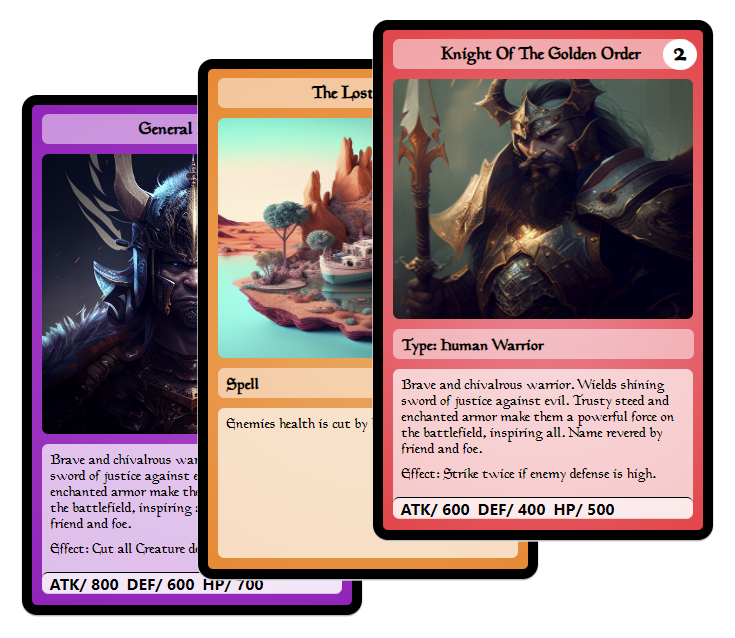 Knight Of The Golden Order 2
Type: Human Warrior
Brave and chivalrous warrior. Wields shining
sword of justice against evil. Trusty steed and
enchanted armor make them a powerful force on
the battlefield, inspiring all. Name revered by
friend and foe.
Effect: Strike twice if enemy defense is high.
ATK/ 600 DEF/ 400 HP/ 500
The Lost
Spell
Enemies health is cut by
General
Brave and chivalrous
sword of justice against
enchanted armor make
the battlefield, inspiring
friend and foe.
Effect: Cut all Creature
ATK/ 800 DEF/ 600 HP/ 700